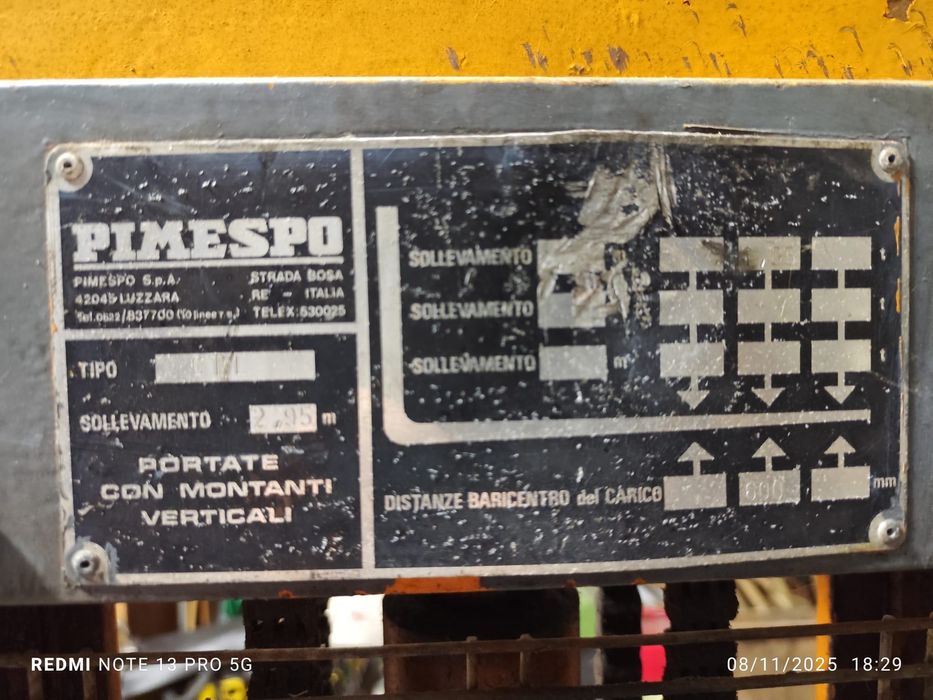 PIMESPO
PIMESPO S.p.A. STRADA BOSA
42045 LUZZARA RE - ITALIA
Tel. 0522/837700 (10 linee r.a.) TELEX: 530025
TIPO
SOLLEVAMENTO 2.95 m
PORTATE
CON MONTANTI
VERTICALI
SOLLEVAMENTO m t
SOLLEVAMENTO t
SOLLEVAMENTO m t
DISTANZE BARICENTRO del CARICO 600 mm
REDMI NOTE 13 PRO 5G 08/11/2025 18:29